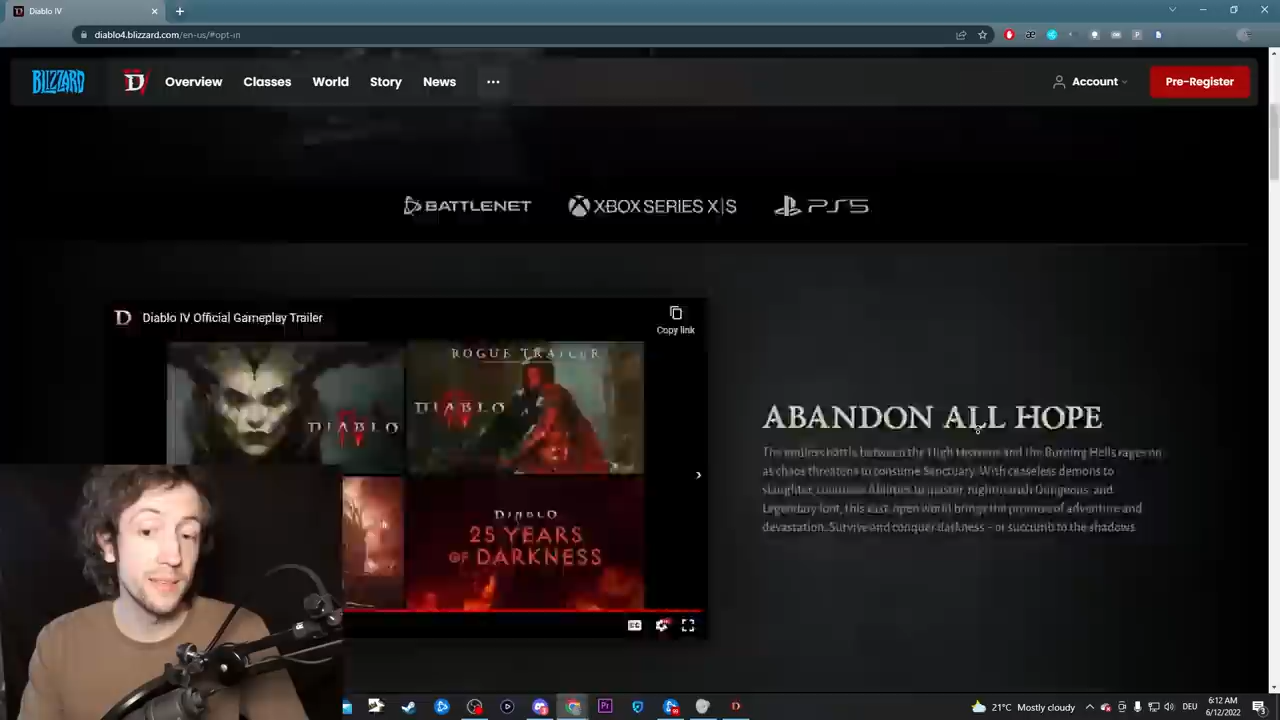 Diablo IV
diablo4.blizzard.com/en-us/#opt-in
BLIZZARD
Overview
Classes
World
Story
News
Account
Pre-Register
BATTLENET
XBOX SERIES X|S
PS5
Diablo IV Official Gameplay Trailer
Copy link
ROGUE TRAILER
DIABLO
DIABLO
DIABLO
25 YEARS
OF DARKNESS
ABANDON ALL HOPE
The endless battle between the High Heavens and the Burning Hells rages on
as chaos threatens to consume Sanctuary. With ceaseless demons to
slaughter, countless Abilities to master, nightmarish Dungeons, and
Legendary loot, this vast, open world brings the promise of adventure and
devastation. Survive and conquer darkness – or succumb to the shadows.
CC
21°C Mostly cloudy
DEU
6:12 AM
6/12/2022